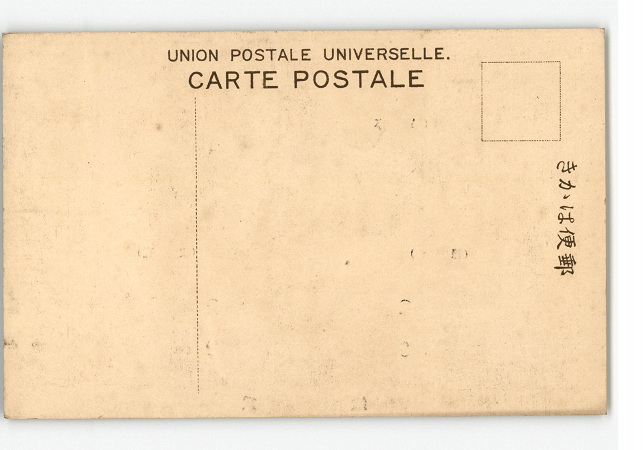 UNION POSTALE UNIVERSELLE.
CARTE POSTALE
きかは便郵